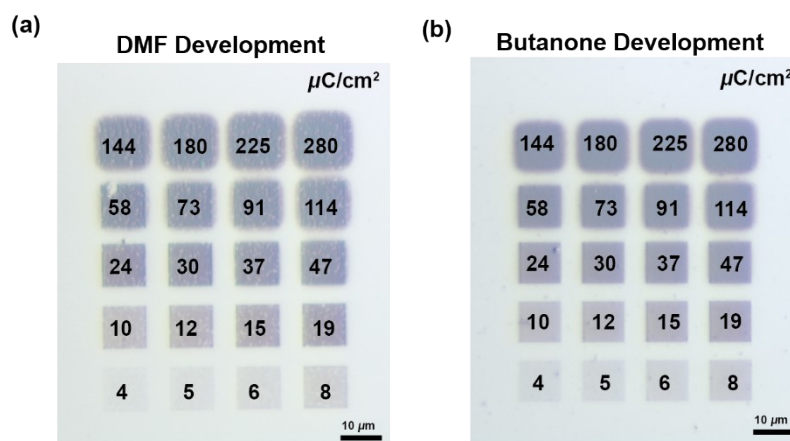 (a)
DMF Development
μC/cm²
144 180 225 280
58 73 91 114
24 30 37 47
10 12 15 19
4 5 6 8
10 μm
(b)
Butanone Development
μC/cm²
144 180 225 280
58 73 91 114
24 30 37 47
10 12 15 19
4 5 6 8
10 μm